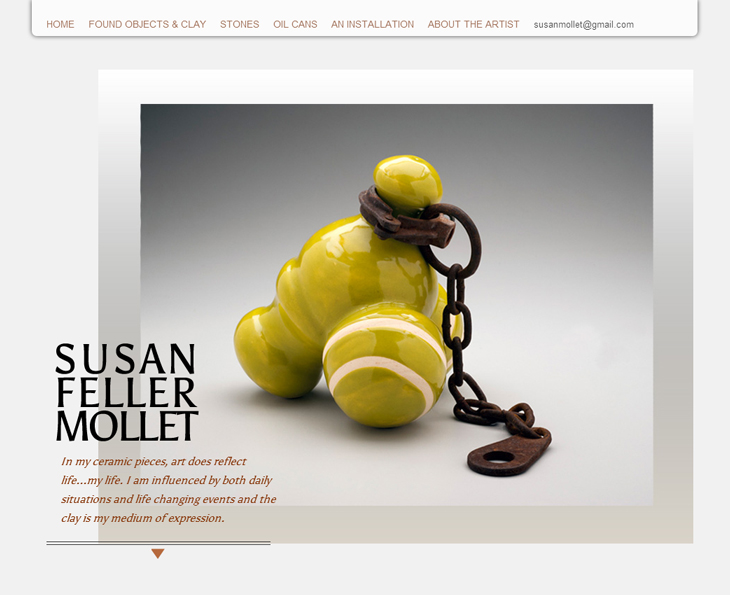 HOME FOUND OBJECTS & CLAY STONES OIL CANS AN INSTALLATION ABOUT THE ARTIST susanmollet@gmail.com
SUSAN
FELLER
MOLLET
In my ceramic pieces, art does reflect
life...my life. I am influenced by both daily
situations and life changing events and the
clay is my medium of expression.